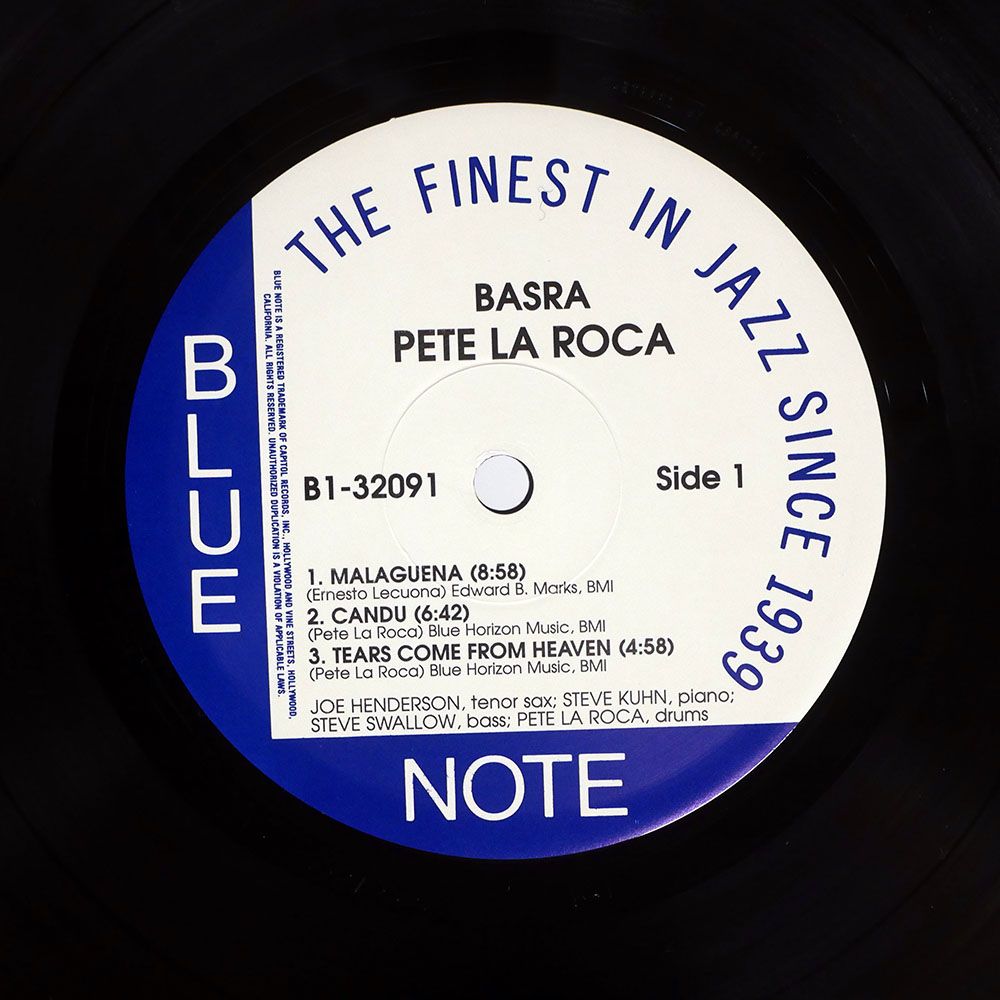 THE FINEST IN JAZZ SINCE 1939
BASRA
PETE LA ROCA
B1-32091
Side 1
1. MALAGUENA (8:58)
(Ernesto Lecuona) Edward B. Marks, BMI
2. CANDU (6:42)
(Pete La Roca) Blue Horizon Music, BMI
3. TEARS COME FROM HEAVEN (4:58)
(Pete La Roca) Blue Horizon Music, BMI
JOE HENDERSON, tenor sax; STEVE KUHN, piano;
STEVE SWALLOW, bass; PETE LA ROCA, drums
BLUE
NOTE
BLUE NOTE IS A REGISTERED TRADEMARK OF CAPITOL RECORDS, INC., HOLLYWOOD AND VINE STREETS, HOLLYWOOD,
CALIFORNIA. ALL RIGHTS RESERVED. UNAUTHORIZED DUPLICATION IS A VIOLATION OF APPLICABLE LAWS.